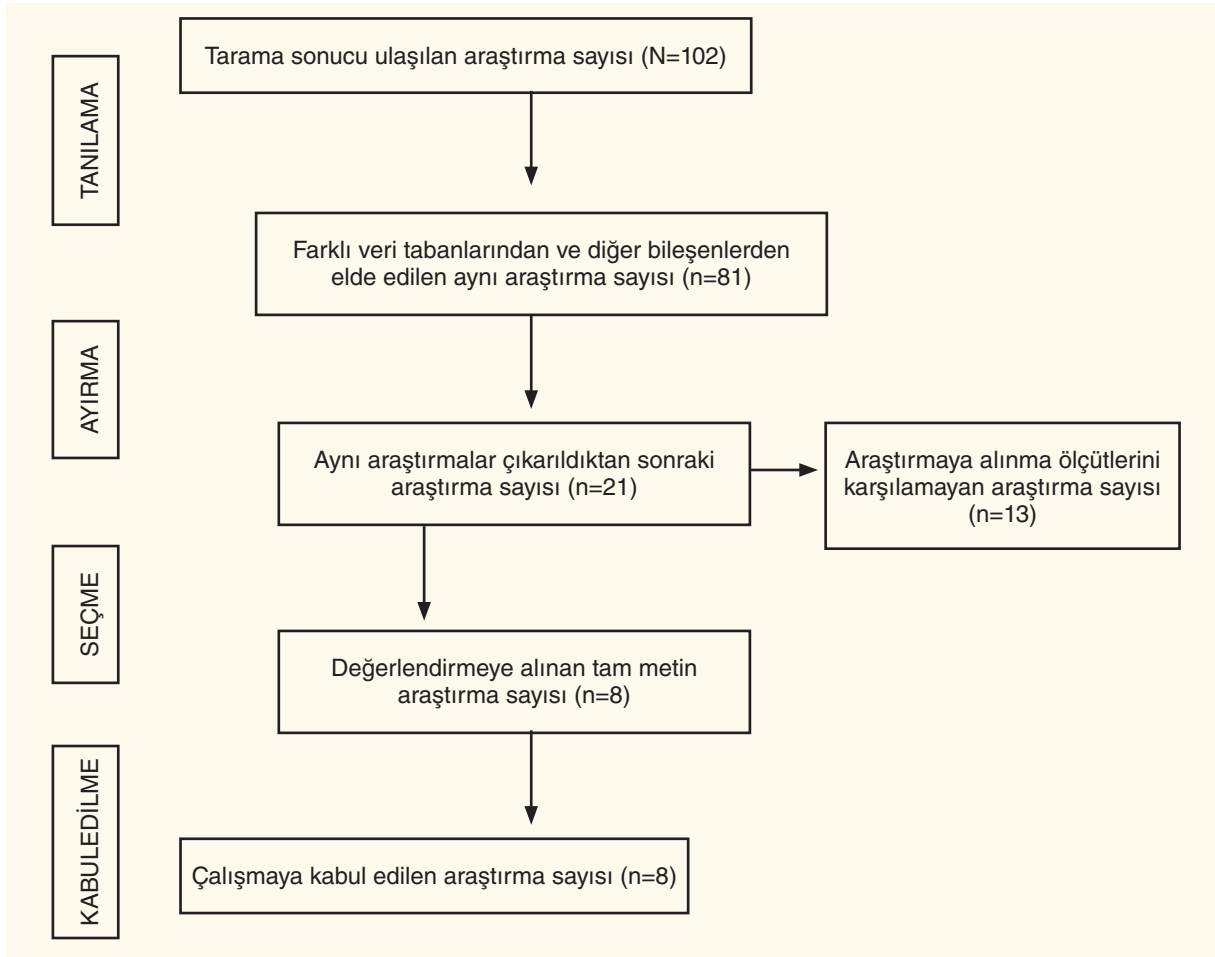 TANILAMA
Tarama sonucu ulaşılan araştırma sayısı (N=102)
Farklı veri tabanlarından ve diğer bileşenlerden
elde edilen aynı araştırma sayısı (n=81)
AYIRMA
Aynı araştırmalar çıkarıldıktan sonraki
araştırma sayısı (n=21)
Araştırmaya alınma ölçütlerini
karşılamayan araştırma sayısı
(n=13)
SEÇME
Değerlendirmeye alınan tam metin
araştırma sayısı (n=8)
KABULEDİLME
Çalışmaya kabul edilen araştırma sayısı (n=8)